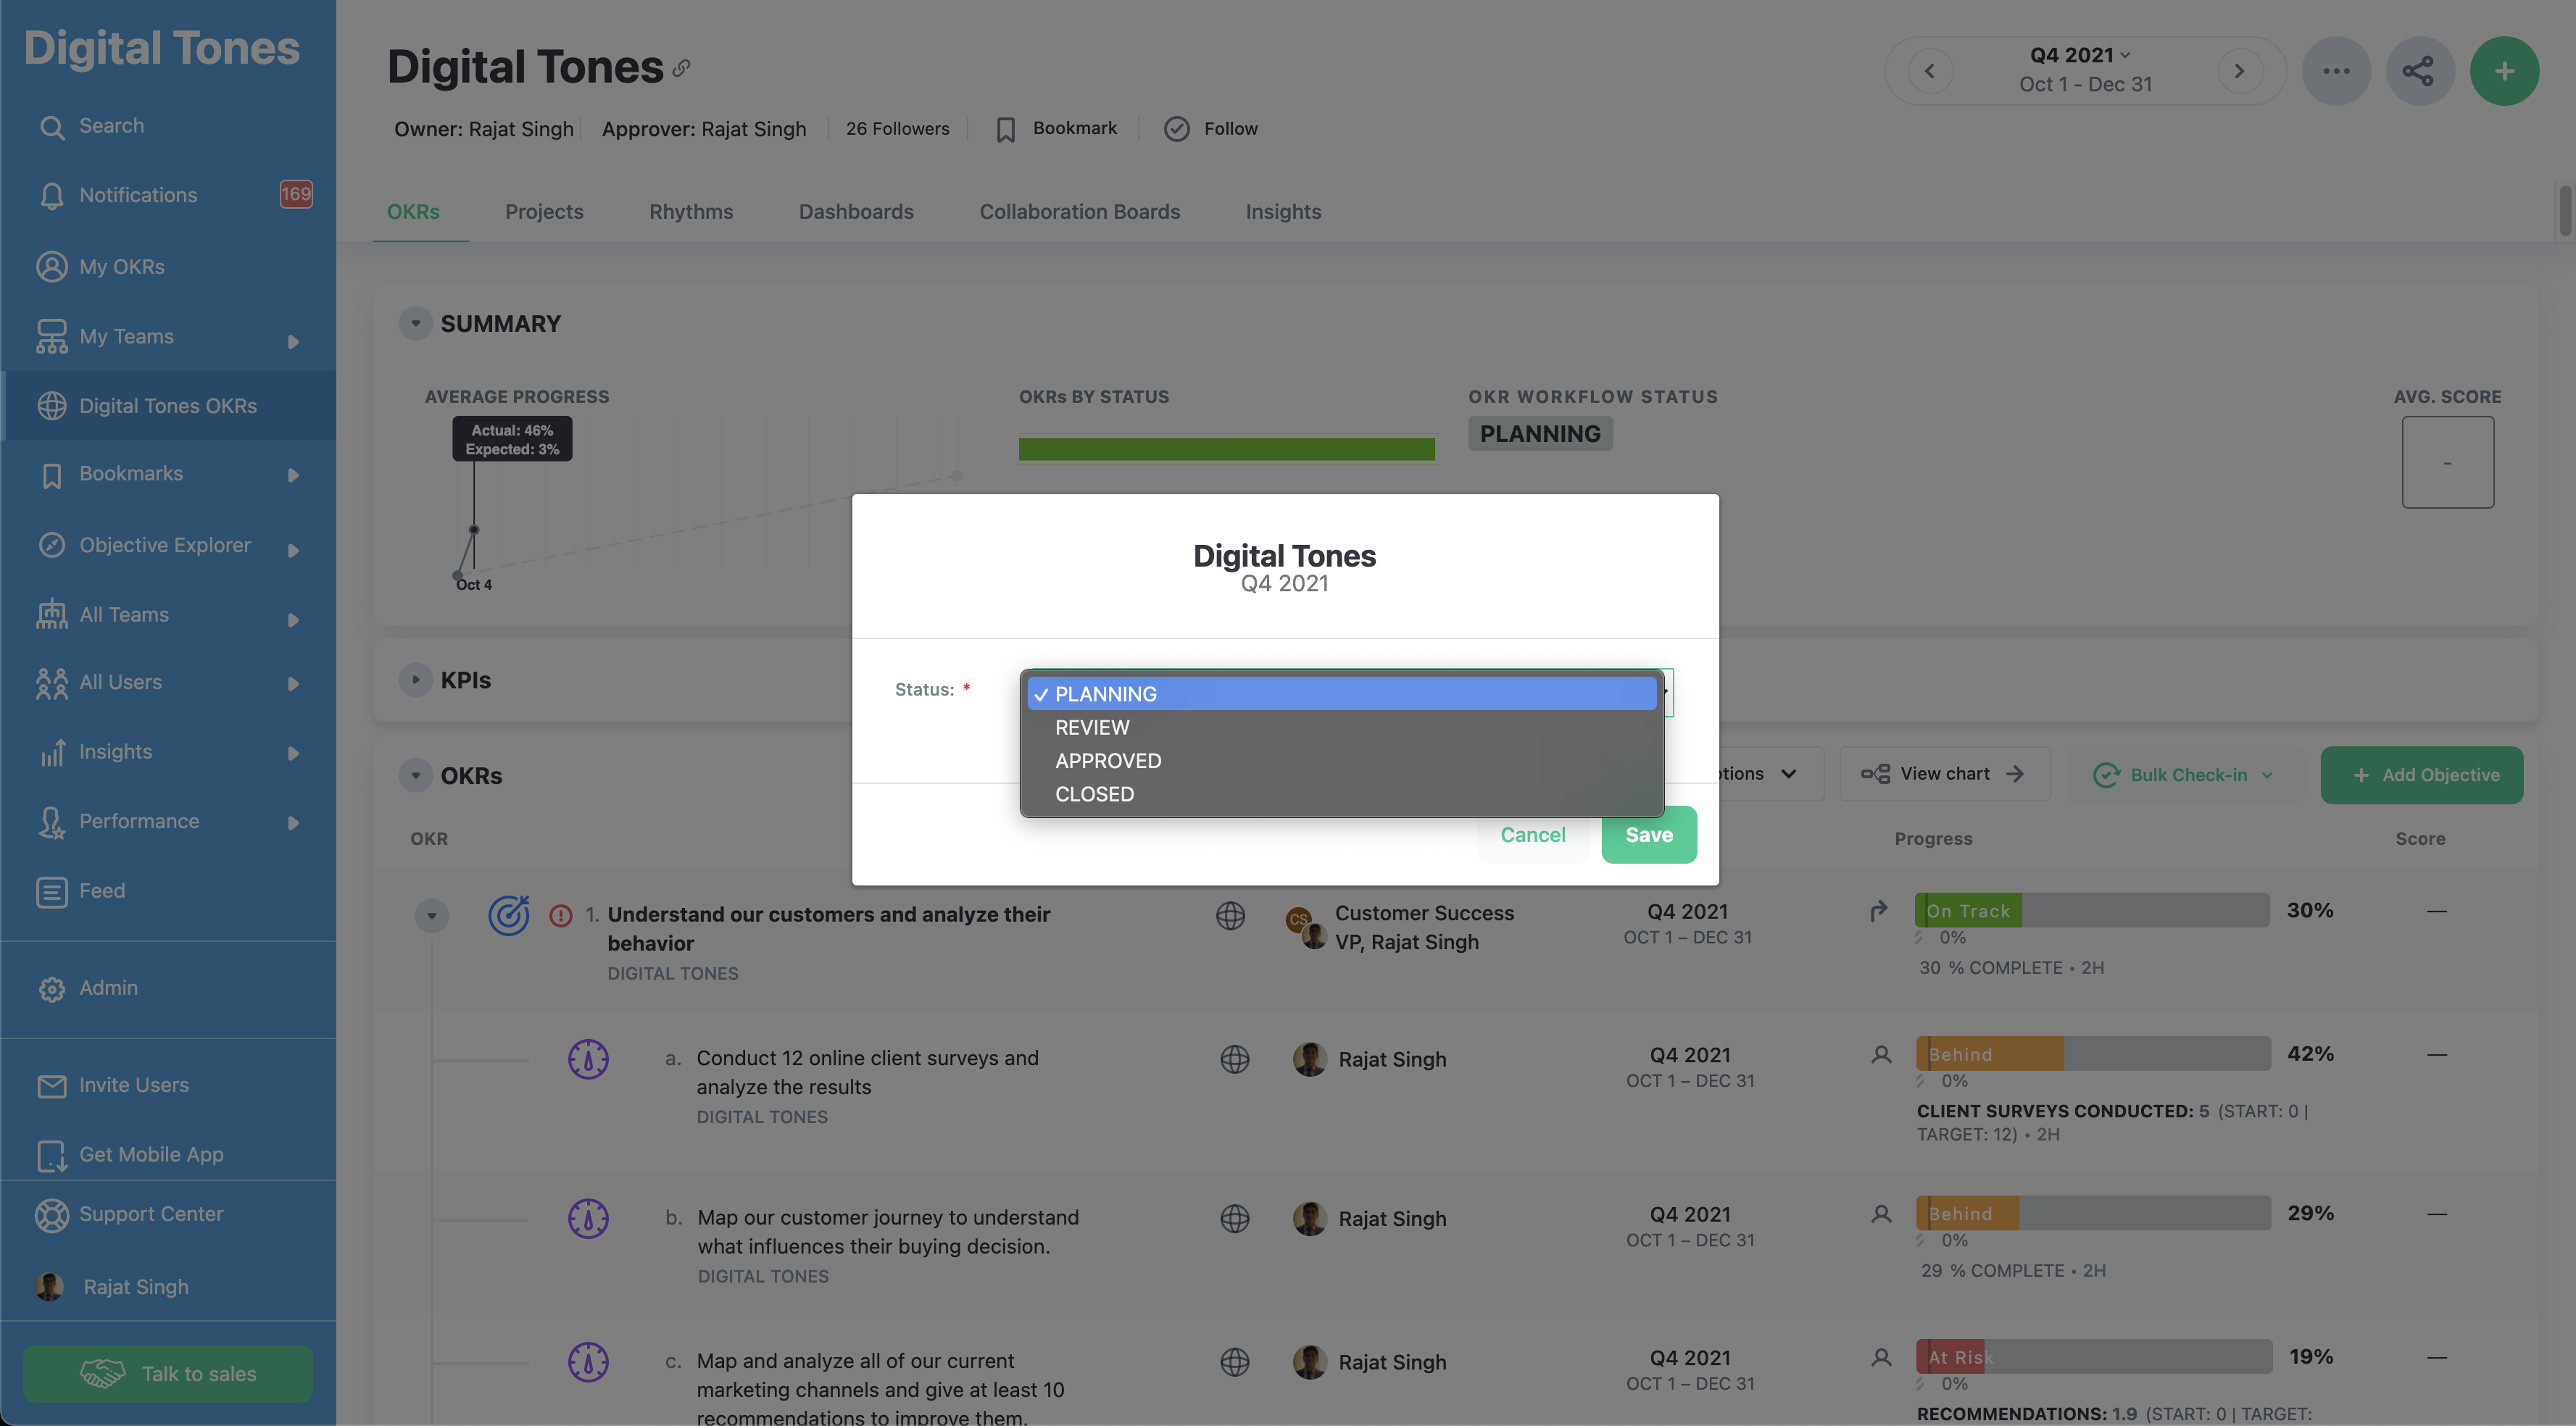 Digital Tones
Search
Notifications 169
My OKRs
My Teams
Digital Tones OKRs
Bookmarks
Objective Explorer
All Teams
All Users
Insights
Performance
Feed
Admin
Invite Users
Get Mobile App
Support Center
Rajat Singh
Talk to sales
Digital Tones
Q4 2021
Oct 1 - Dec 31
Owner: Rajat Singh Approver: Rajat Singh 26 Followers Bookmark Follow
OKRs Projects Rhythms Dashboards Collaboration Boards Insights
SUMMARY
AVERAGE PROGRESS
Actual: 46%
Expected: 3%
Oct 4
OKRs BY STATUS
OKR WORKFLOW STATUS
PLANNING
AVG. SCORE
-
Digital Tones
Q4 2021
Status: *
✓ PLANNING
REVIEW
APPROVED
CLOSED
Cancel Save
KPIs
OKRs
tions View chart Bulk Check-in + Add Objective
OKR Progress Score
1. Understand our customers and analyze their
behavior
DIGITAL TONES
CS
Customer Success
VP, Rajat Singh
Q4 2021
OCT 1 – DEC 31
On Track 30% —
0%
30 % COMPLETE • 2H
a. Conduct 12 online client surveys and
analyze the results
DIGITAL TONES
Rajat Singh
Q4 2021
OCT 1 – DEC 31
Behind 42% —
0%
CLIENT SURVEYS CONDUCTED: 5 (START: 0 |
TARGET: 12) • 2H
b. Map our customer journey to understand
what influences their buying decision.
DIGITAL TONES
Rajat Singh
Q4 2021
OCT 1 – DEC 31
Behind 29% —
0%
29 % COMPLETE • 2H
c. Map and analyze all of our current
marketing channels and give at least 10
recommendations to improve them.
Rajat Singh
Q4 2021
OCT 1 – DEC 31
At Risk 19% —
0%
RECOMMENDATIONS: 1.9 (START: 0 | TARGET: